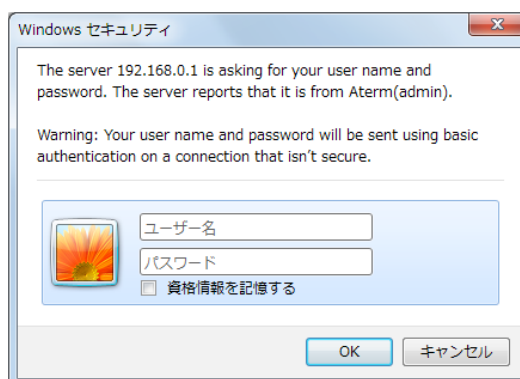 Windows セキュリティ
The server 192.168.0.1 is asking for your user name and
password. The server reports that it is from Aterm(admin).
Warning: Your user name and password will be sent using basic
authentication on a connection that isn't secure.
ユーザー名
パスワード
資格情報を記憶する
OK
キャンセル